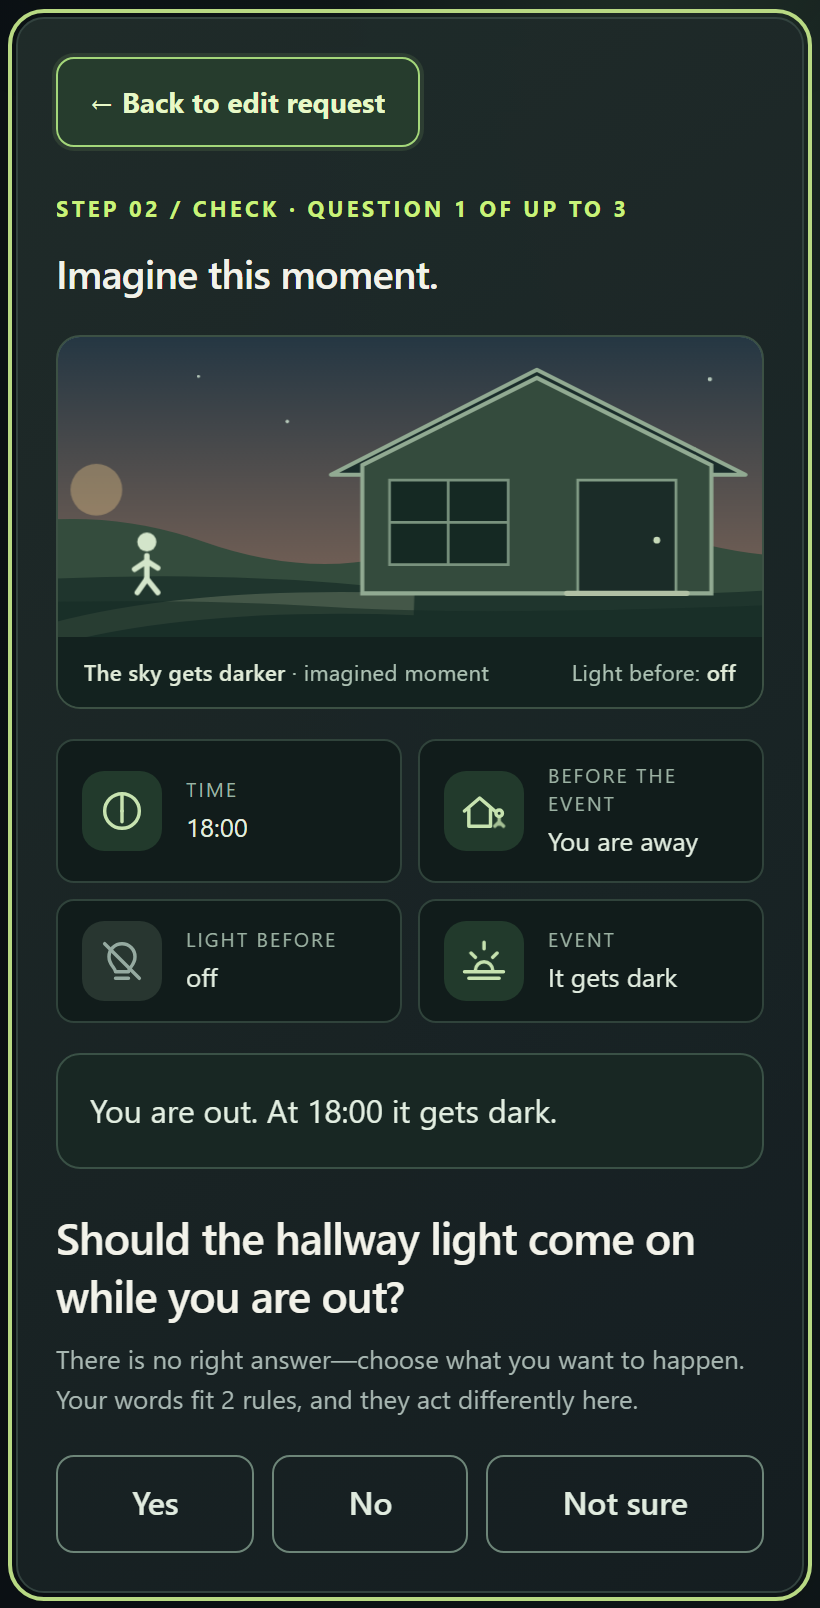 ← Back to edit request
STEP 02 / CHECK · QUESTION 1 OF UP TO 3
Imagine this moment.
The sky gets darker · imagined moment
Light before: off
TIME
18:00
BEFORE THE
EVENT
You are away
LIGHT BEFORE
off
EVENT
It gets dark
You are out. At 18:00 it gets dark.
Should the hallway light come on
while you are out?
There is no right answer—choose what you want to happen.
Your words fit 2 rules, and they act differently here.
Yes
No
Not sure